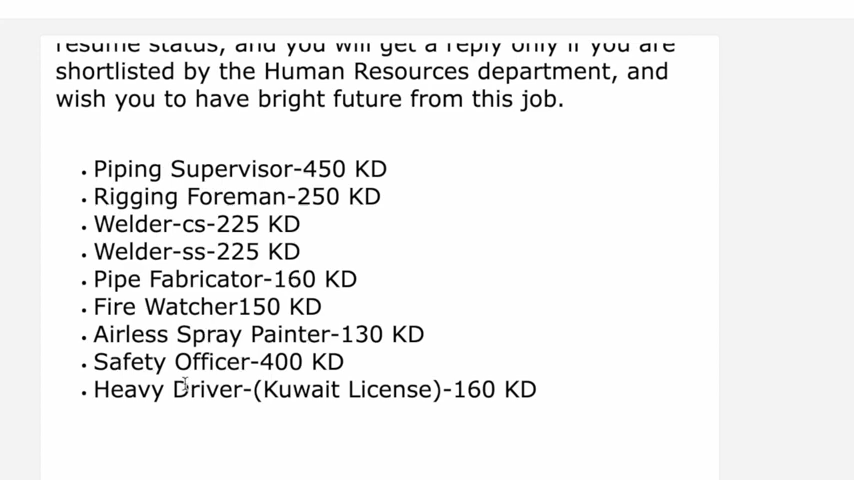 resume status, and you will get a reply only if you are
shortlisted by the Human Resources department, and
wish you to have bright future from this job.
• Piping Supervisor-450 KD
• Rigging Foreman-250 KD
• Welder-cs-225 KD
• Welder-ss-225 KD
• Pipe Fabricator-160 KD
• Fire Watcher150 KD
• Airless Spray Painter-130 KD
• Safety Officer-400 KD
• Heavy Driver-(Kuwait License)-160 KD